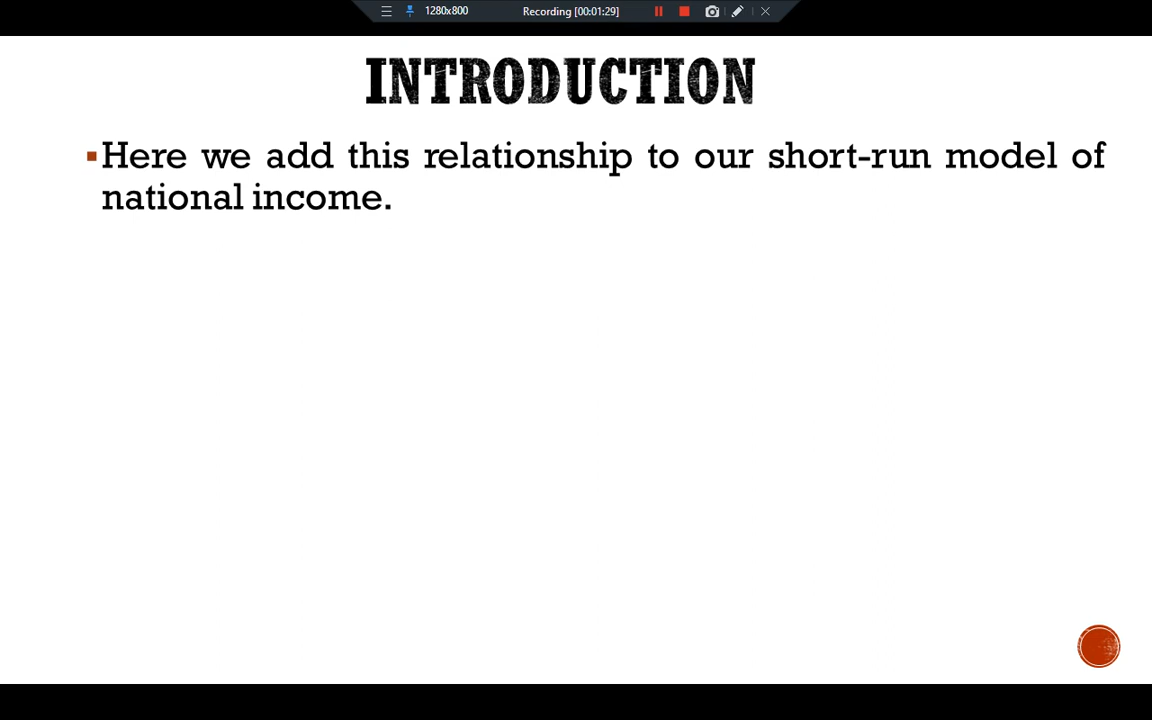 1280x800 Recording [00:01:29]
INTRODUCTION
▪Here we add this relationship to our short-run model of
national income.